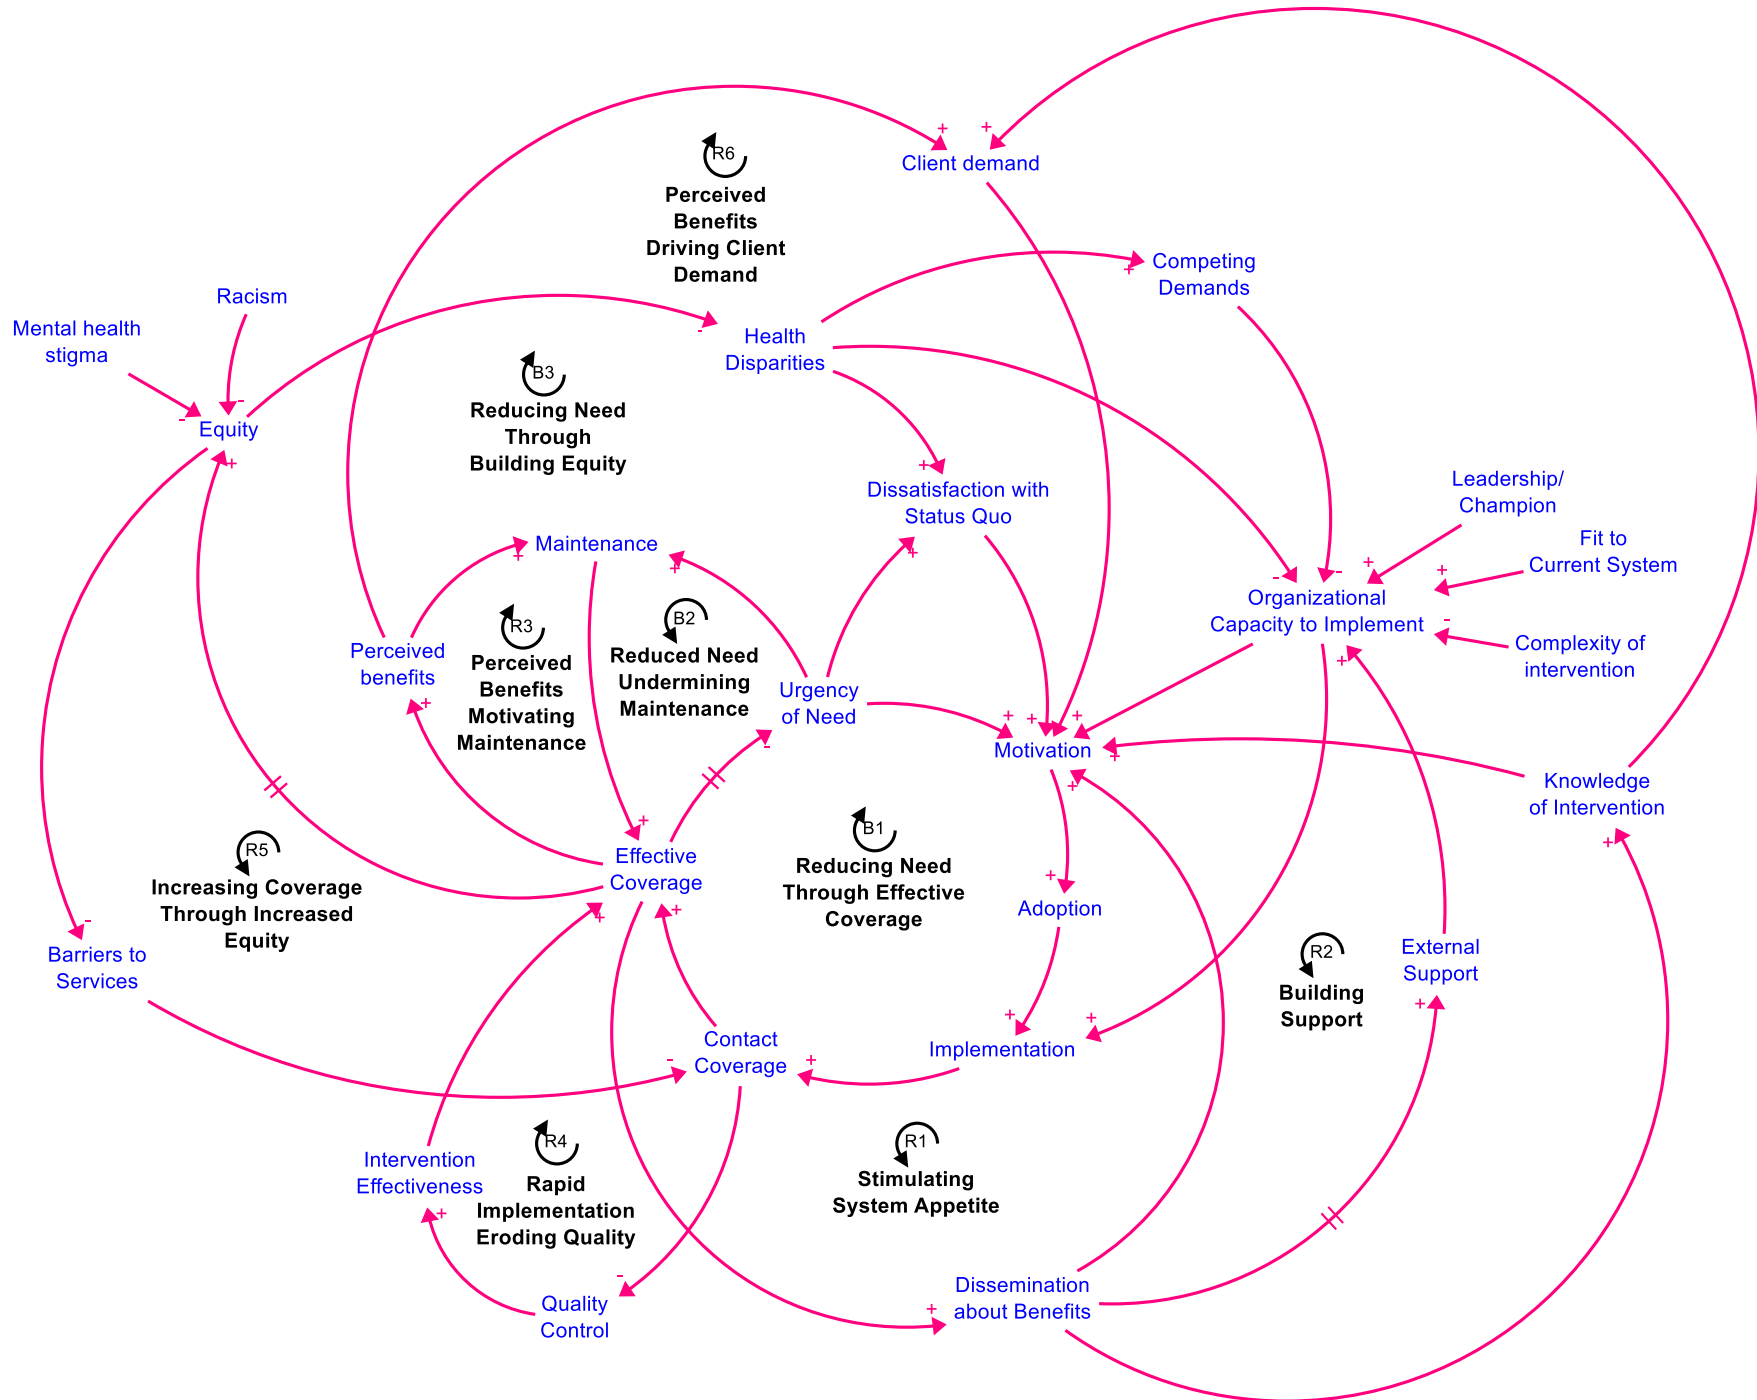 Client demand
R6
Perceived
Benefits
Driving Client
Demand
Competing
Demands
Racism
Mental health
stigma
Health
Disparities
B3
Reducing Need
Through
Building Equity
Equity
Dissatisfaction with
Status Quo
Leadership/
Champion
Fit to
Current System
Maintenance
Organizational
Capacity to Implement
Complexity of
intervention
R3
Perceived
Benefits
Motivating
Maintenance
B2
Reduced Need
Undermining
Maintenance
Perceived
benefits
Urgency
of Need
Motivation
Knowledge
of Intervention
B1
Reducing Need
Through Effective
Coverage
R5
Increasing Coverage
Through Increased
Equity
Effective
Coverage
Adoption
Barriers to
Services
R2
Building
Support
External
Support
Contact
Coverage
Implementation
R4
Rapid
Implementation
Eroding Quality
R1
Stimulating
System Appetite
Intervention
Effectiveness
Quality
Control
Dissemination
about Benefits